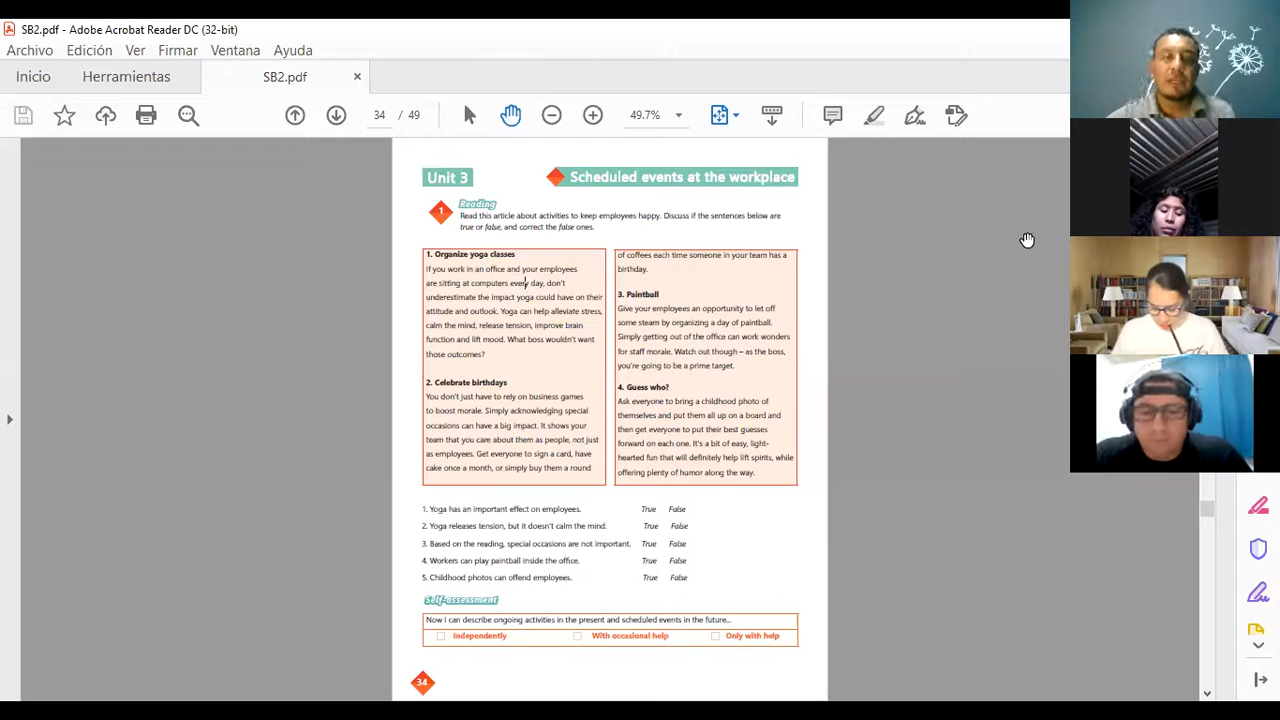 SB2.pdf - Adobe Acrobat Reader DC (32-bit)
Archivo Edición Ver Firmar Ventana Ayuda
Inicio Herramientas SB2.pdf ×
34 / 49 49.7%
Unit 3
Scheduled events at the workplace
1
Reading
Read this article about activities to keep employees happy. Discuss if the sentences below are
true or false, and correct the false ones.
1. Organize yoga classes
If you work in an office and your employees
are sitting at computers every day, don't
underestimate the impact yoga could have on their
attitude and outlook. Yoga can help alleviate stress,
calm the mind, release tension, improve brain
function and lift mood. What boss wouldn't want
those outcomes?
2. Celebrate birthdays
You don't just have to rely on business games
to boost morale. Simply acknowledging special
occasions can have a big impact. It shows your
team that you care about them as people, not just
as employees. Get everyone to sign a card, have
cake once a month, or simply buy them a round
of coffees each time someone in your team has a
birthday.
3. Paintball
Give your employees an opportunity to let off
some steam by organizing a day of paintball.
Simply getting out of the office can work wonders
for staff morale. Watch out though – as the boss,
you're going to be a prime target.
4. Guess who?
Ask everyone to bring a childhood photo of
themselves and put them all up on a board and
then get everyone to put their best guesses
forward on each one. It's a bit of easy, light-
hearted fun that will definitely help lift spirits, while
offering plenty of humor along the way.
1. Yoga has an important effect on employees. True False
2. Yoga releases tension, but it doesn't calm the mind. True False
3. Based on the reading, special occasions are not important. True False
4. Workers can play paintball inside the office. True False
5. Childhood photos can offend employees. True False
Self-assessment
Now I can describe ongoing activities in the present and scheduled events in the future...
Independently With occasional help Only with help
34